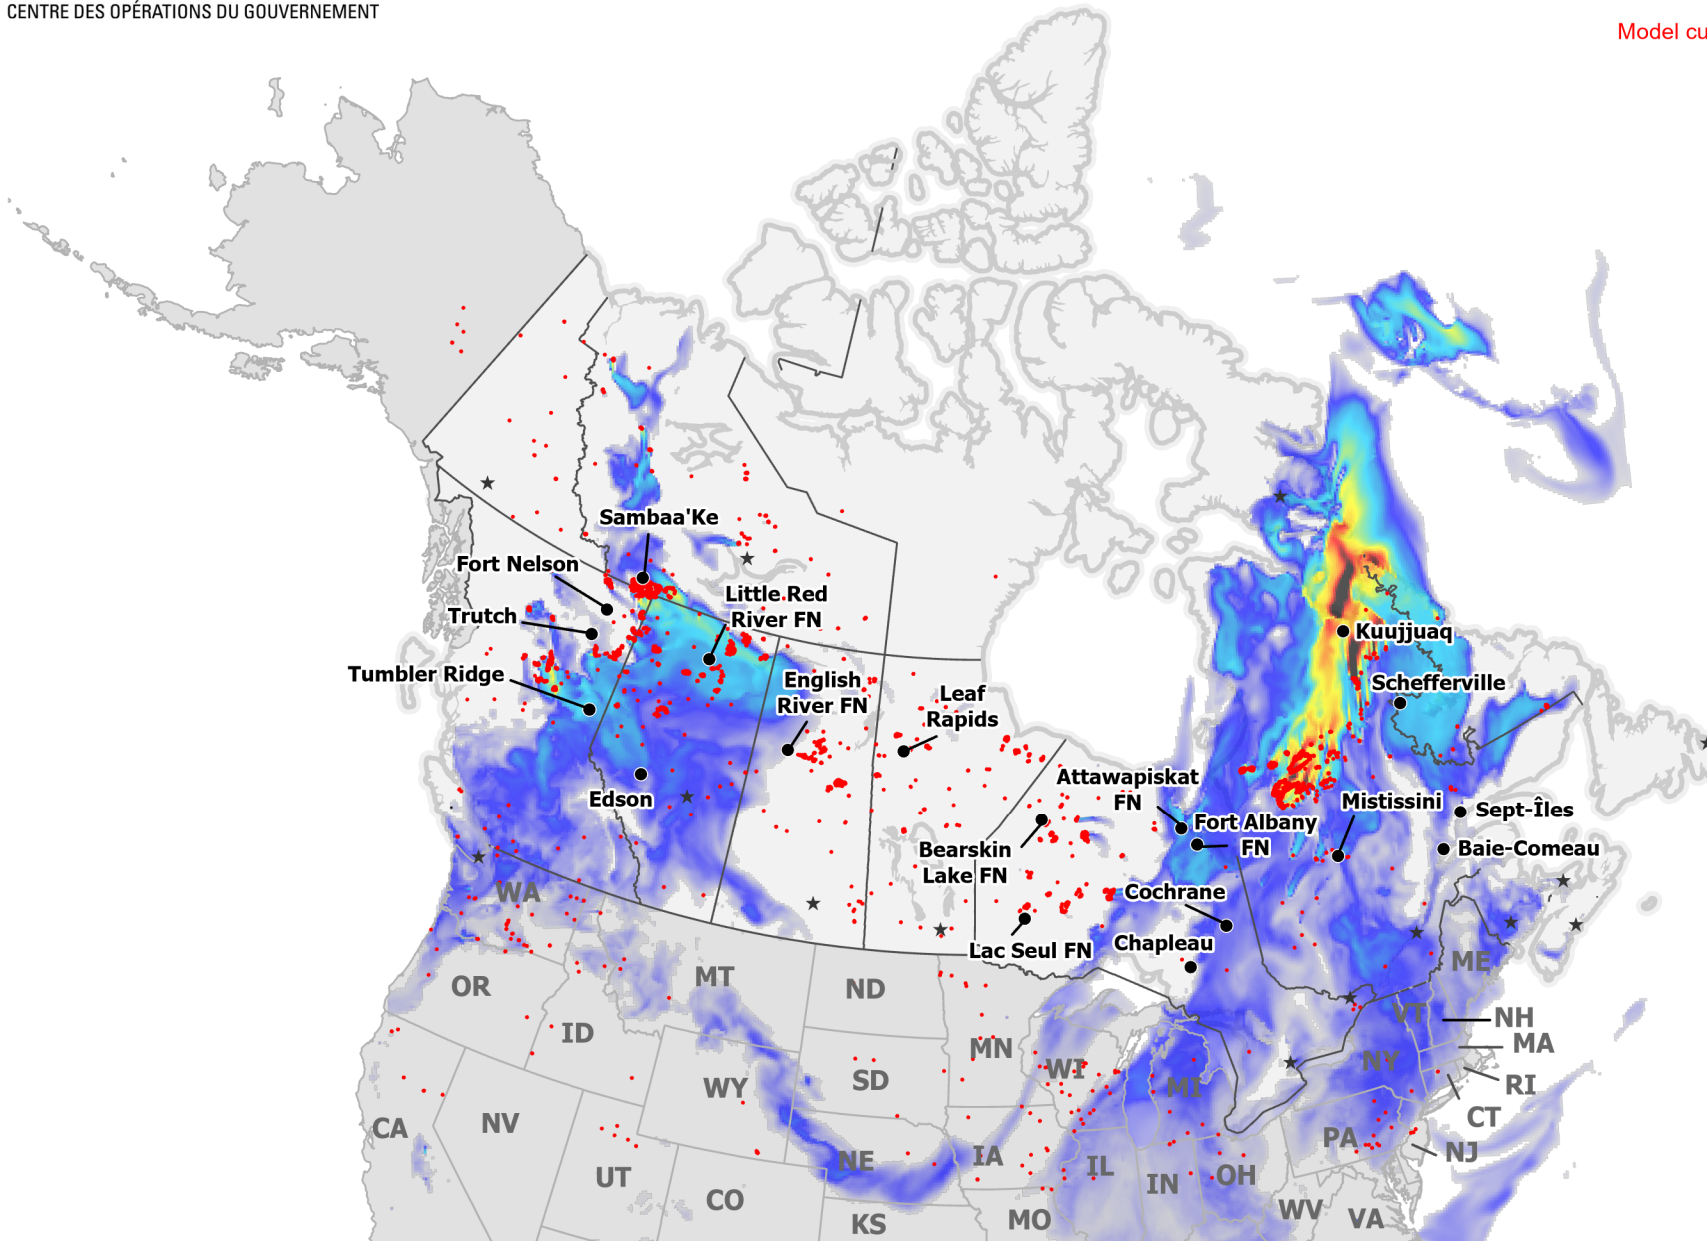 CENTRE DES OPÉRATIONS DU GOUVERNEMENT
Model cu
Sambaa'Ke
Fort Nelson
Little Red
River FN
Trutch
Kuujjuaq
Tumbler Ridge
English
River FN
Schefferville
Leaf
Rapids
Attawapiskat
FN
Edson
Mistissini
Sept-Îles
Fort Albany
FN
Bearskin
Lake FN
Baie-Comeau
Cochrane
WA
Chapleau
Lac Seul FN
ME
MT
OR
ND
VT
NH
ID
MN
MA
WI
NY
SD
WY
MI
RI
CA
NV
CT
PA
NJ
NE
IA
IL
OH
UT
IN
CO
WV
VA
KS
MO